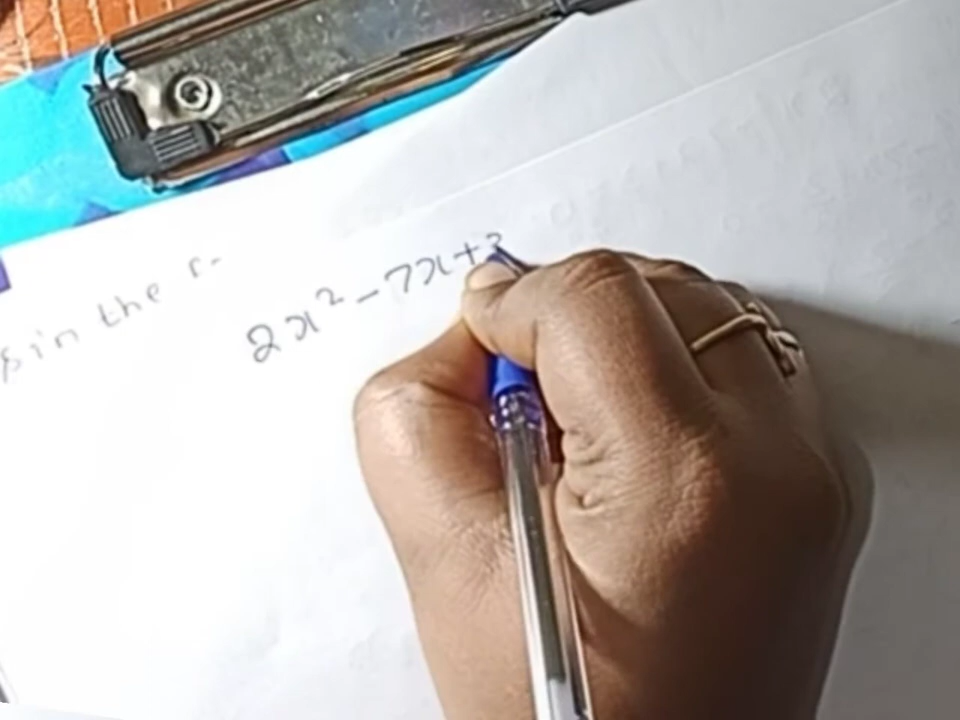 in the r.
2x² - 7x + 3